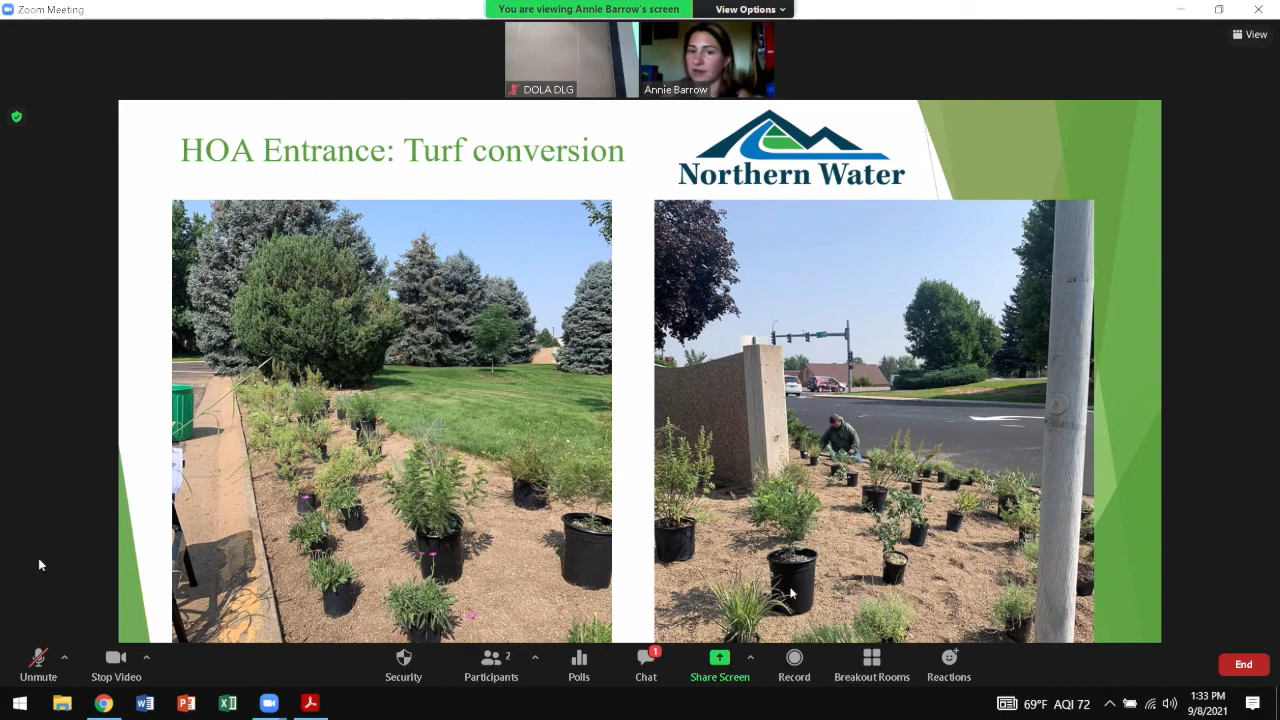 Zoom Meeting
You are viewing Annie Barrow's screen
View Options
View
DOLA DLG
Annie Barrow
HOA Entrance: Turf conversion
Northern Water
Unmute
Stop Video
Security
2
Participants
Polls
1
Chat
Share Screen
Record
Breakout Rooms
Reactions
End
69°F AQI 72
1:33 PM
9/8/2021